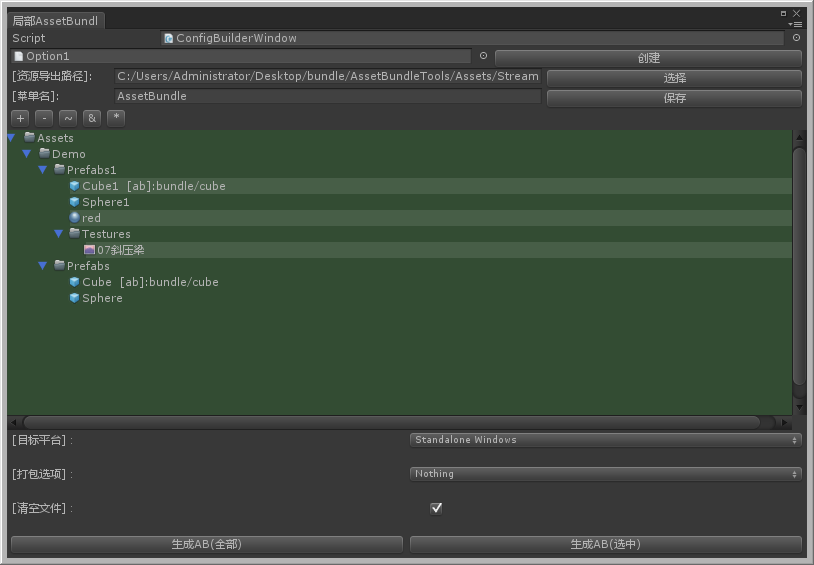 局部AssetBundl
Script ConfigBuilderWindow
Option1 创建
[资源导出路径]: C:/Users/Administrator/Desktop/bundle/AssetBundleTools/Assets/Stream 选择
[菜单名]: AssetBundle 保存
+ - ~ & *
Assets
Demo
Prefabs1
Cube1 [ab]:bundle/cube
Sphere1
red
Testures
07斜压梁
Prefabs
Cube [ab]:bundle/cube
Sphere
[目标平台] : Standalone Windows
[打包选项] : Nothing
[清空文件] :
生成AB(全部) 生成AB(选中)